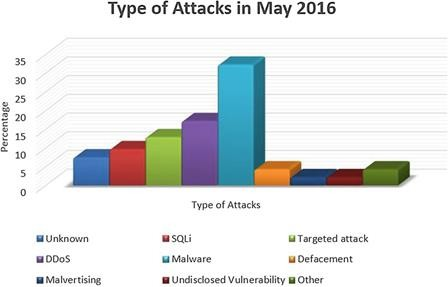 Type of Attacks in May 2016
35
30
25
20
15
10
5
0
Percentage
Type of Attacks
Unknown SQLi Targeted attack
DDoS Malware Defacement
Malvertising Undisclosed Vulnerability Other